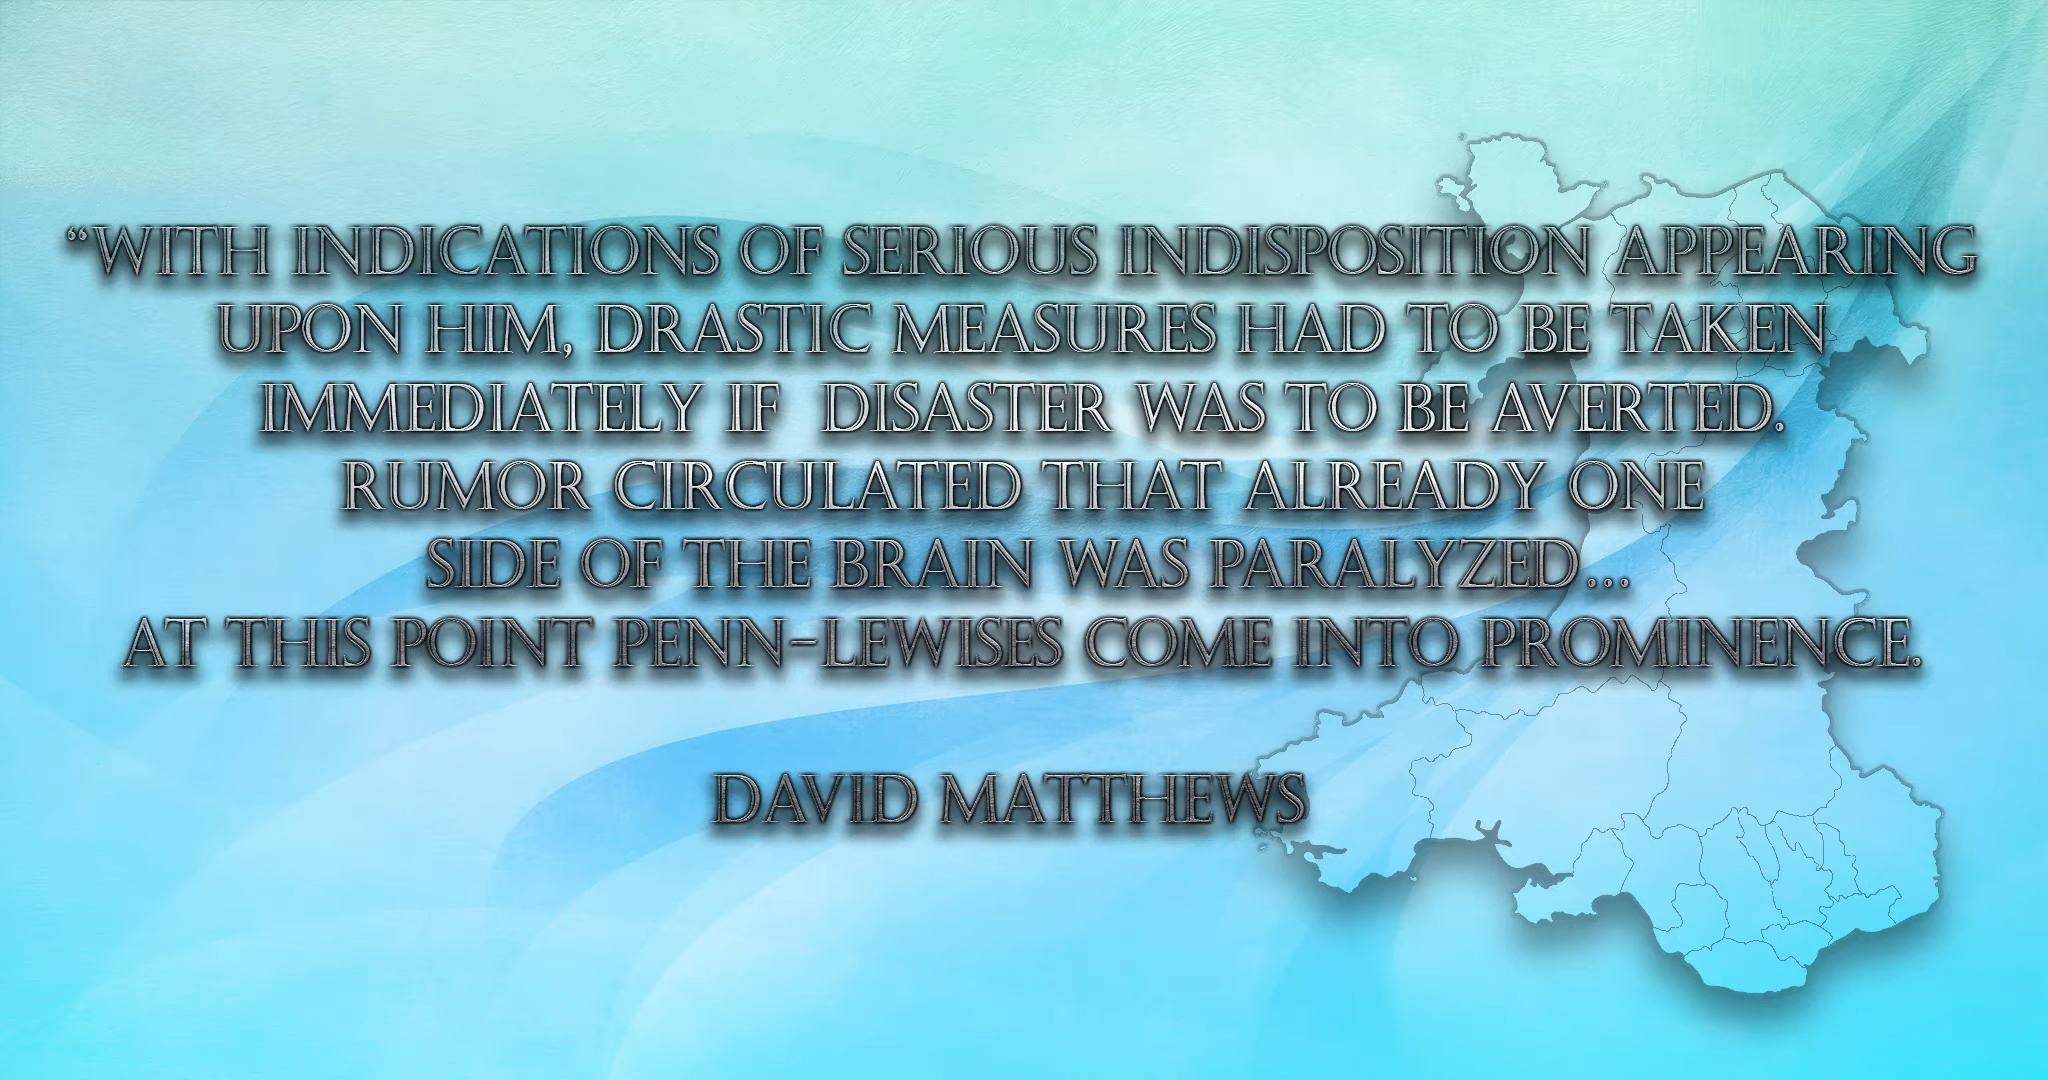 “WITH INDICATIONS OF SERIOUS INDISPOSITION APPEARING
UPON HIM, DRASTIC MEASURES HAD TO BE TAKEN
IMMEDIATELY IF DISASTER WAS TO BE AVERTED.
RUMOR CIRCULATED THAT ALREADY ONE
SIDE OF THE BRAIN WAS PARALYZED...
AT THIS POINT PENN-LEWISES COME INTO PROMINENCE.
DAVID MATTHEWS